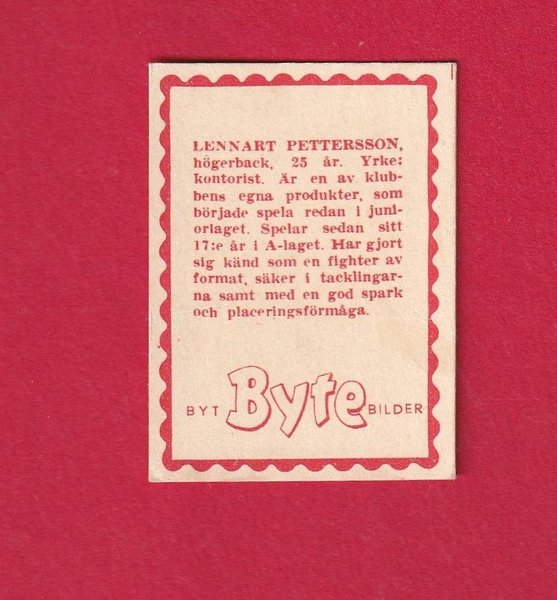 LENNART PETTERSSON,
högerback, 25 år. Yrke:
kontorist. Är en av klub-
bens egna produkter, som
började spela redan i juni-
orlaget. Spelar sedan sitt
17:e år i A-laget. Har gjort
sig känd som en fighter av
format, säker i tacklingar-
na samt med en god spark
och placeringsförmåga.
BYT Byte BILDER